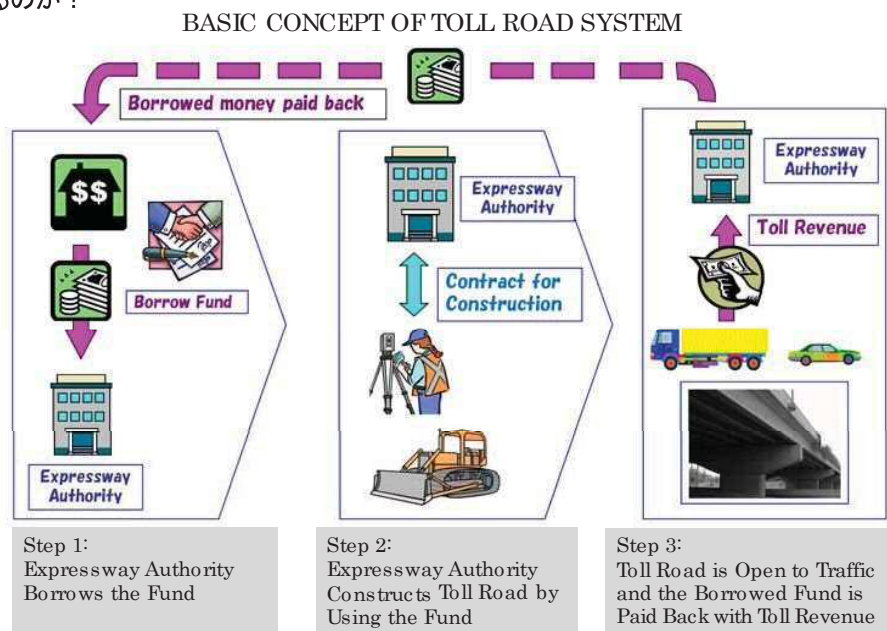 のか?
BASIC CONCEPT OF TOLL ROAD SYSTEM
Borrowed money paid back
$$
Borrow Fund
Expressway
Authority
Expressway
Authority
Contract for
Construction
Expressway
Authority
Toll Revenue
Step 1:
Expressway Authority
Borrows the Fund
Step 2:
Expressway Authority
Constructs Toll Road by
Using the Fund
Step 3:
Toll Road is Open to Traffic
and the Borrowed Fund is
Paid Back with Toll Revenue